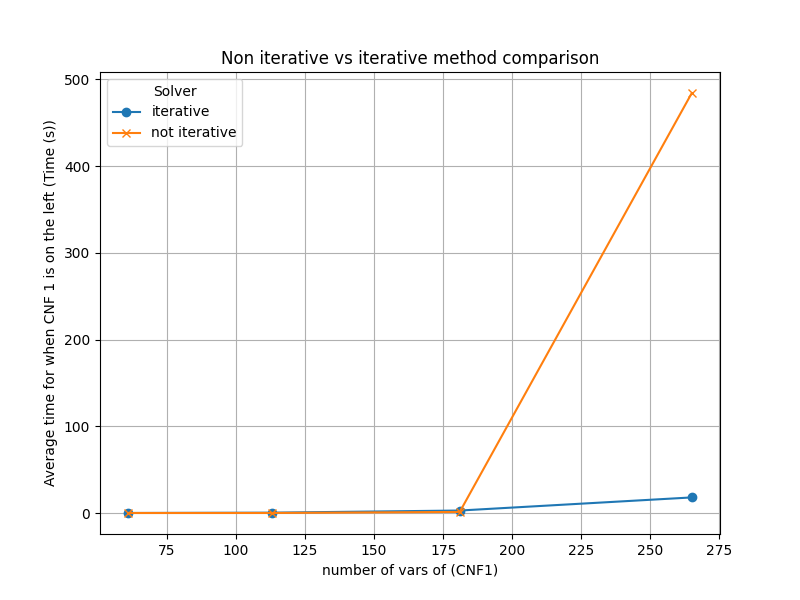 Non iterative vs iterative method comparison
Solver
iterative
not iterative
Average time for when CNF 1 is on the left (Time (s))
500
400
300
200
100
0
75 100 125 150 175 200 225 250 275
number of vars of (CNF1)